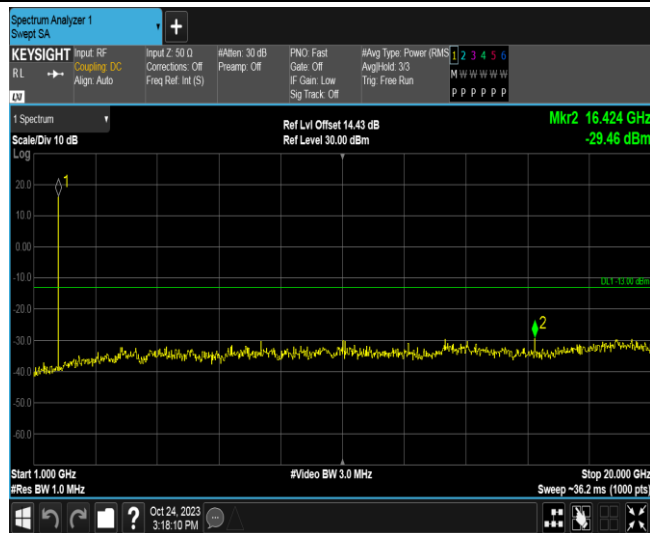 Spectrum Analyzer 1
Swept SA
+
KEYSIGHT
RL
LXI
Input: RF
Coupling: DC
Align: Auto
Input Z: 50 Ω
Corrections: Off
Freq Ref: Int (S)
#Atten: 30 dB
Preamp: Off
PNO: Fast
Gate: Off
IF Gain: Low
Sig Track: Off
#Avg Type: Power (RMS
Avg|Hold: 3/3
Trig: Free Run
1 2 3 4 5 6
M W W W W W
P P P P P P
1 Spectrum
Scale/Div 10 dB
Log
Ref Lvl Offset 14.43 dB
Ref Level 30.00 dBm
Mkr2 16.424 GHz
-29.46 dBm
1
20.0
10.0
0.00
-10.0
DL1 -13.00 dBm
2
-20.0
-30.0
-40.0
-50.0
-60.0
Start 1.000 GHz
#Res BW 1.0 MHz
#Video BW 3.0 MHz
Stop 20.000 GHz
Sweep ~36.2 ms (1000 pts)
?
Oct 24, 2023
3:18:10 PM